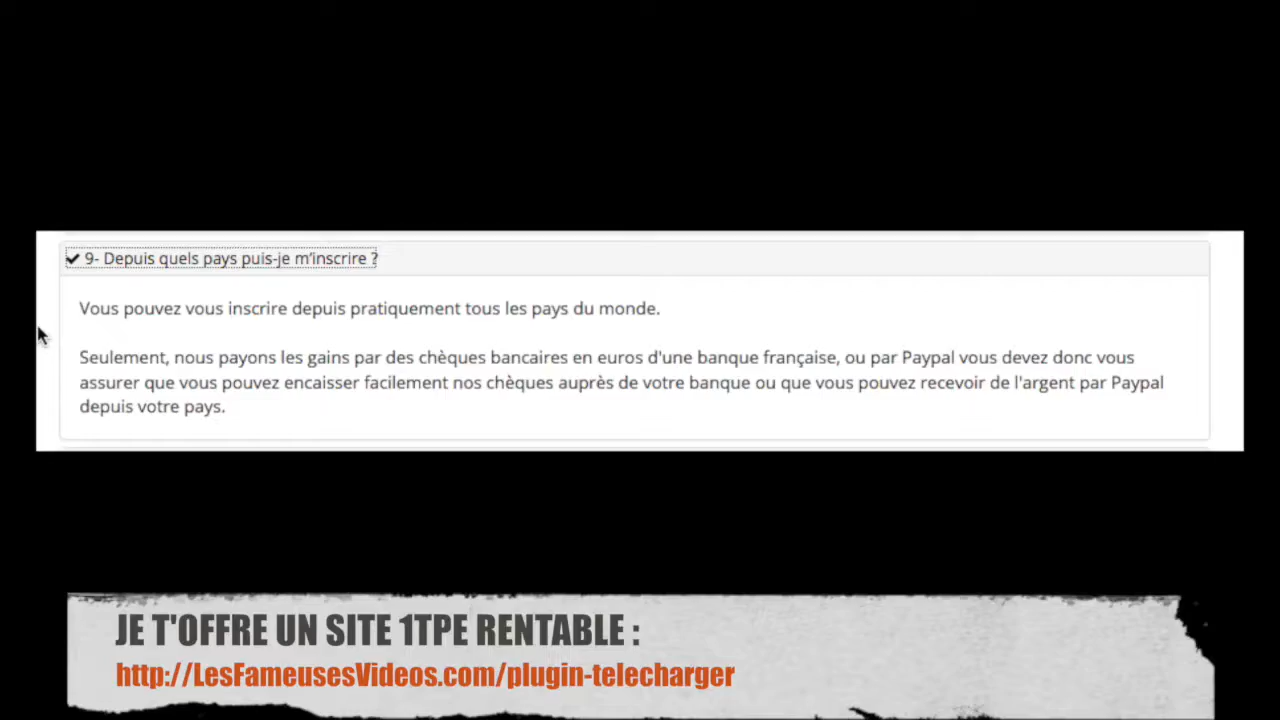 ✔ 9- Depuis quels pays puis-je m'inscrire ?
Vous pouvez vous inscrire depuis pratiquement tous les pays du monde.
Seulement, nous payons les gains par des chèques bancaires en euros d'une banque française, ou par Paypal vous devez donc vous
assurer que vous pouvez encaisser facilement nos chèques auprès de votre banque ou que vous pouvez recevoir de l'argent par Paypal
depuis votre pays.
JE T'OFFRE UN SITE 1TPE RENTABLE :
http://LesFameusesVideos.com/plugin-telecharger